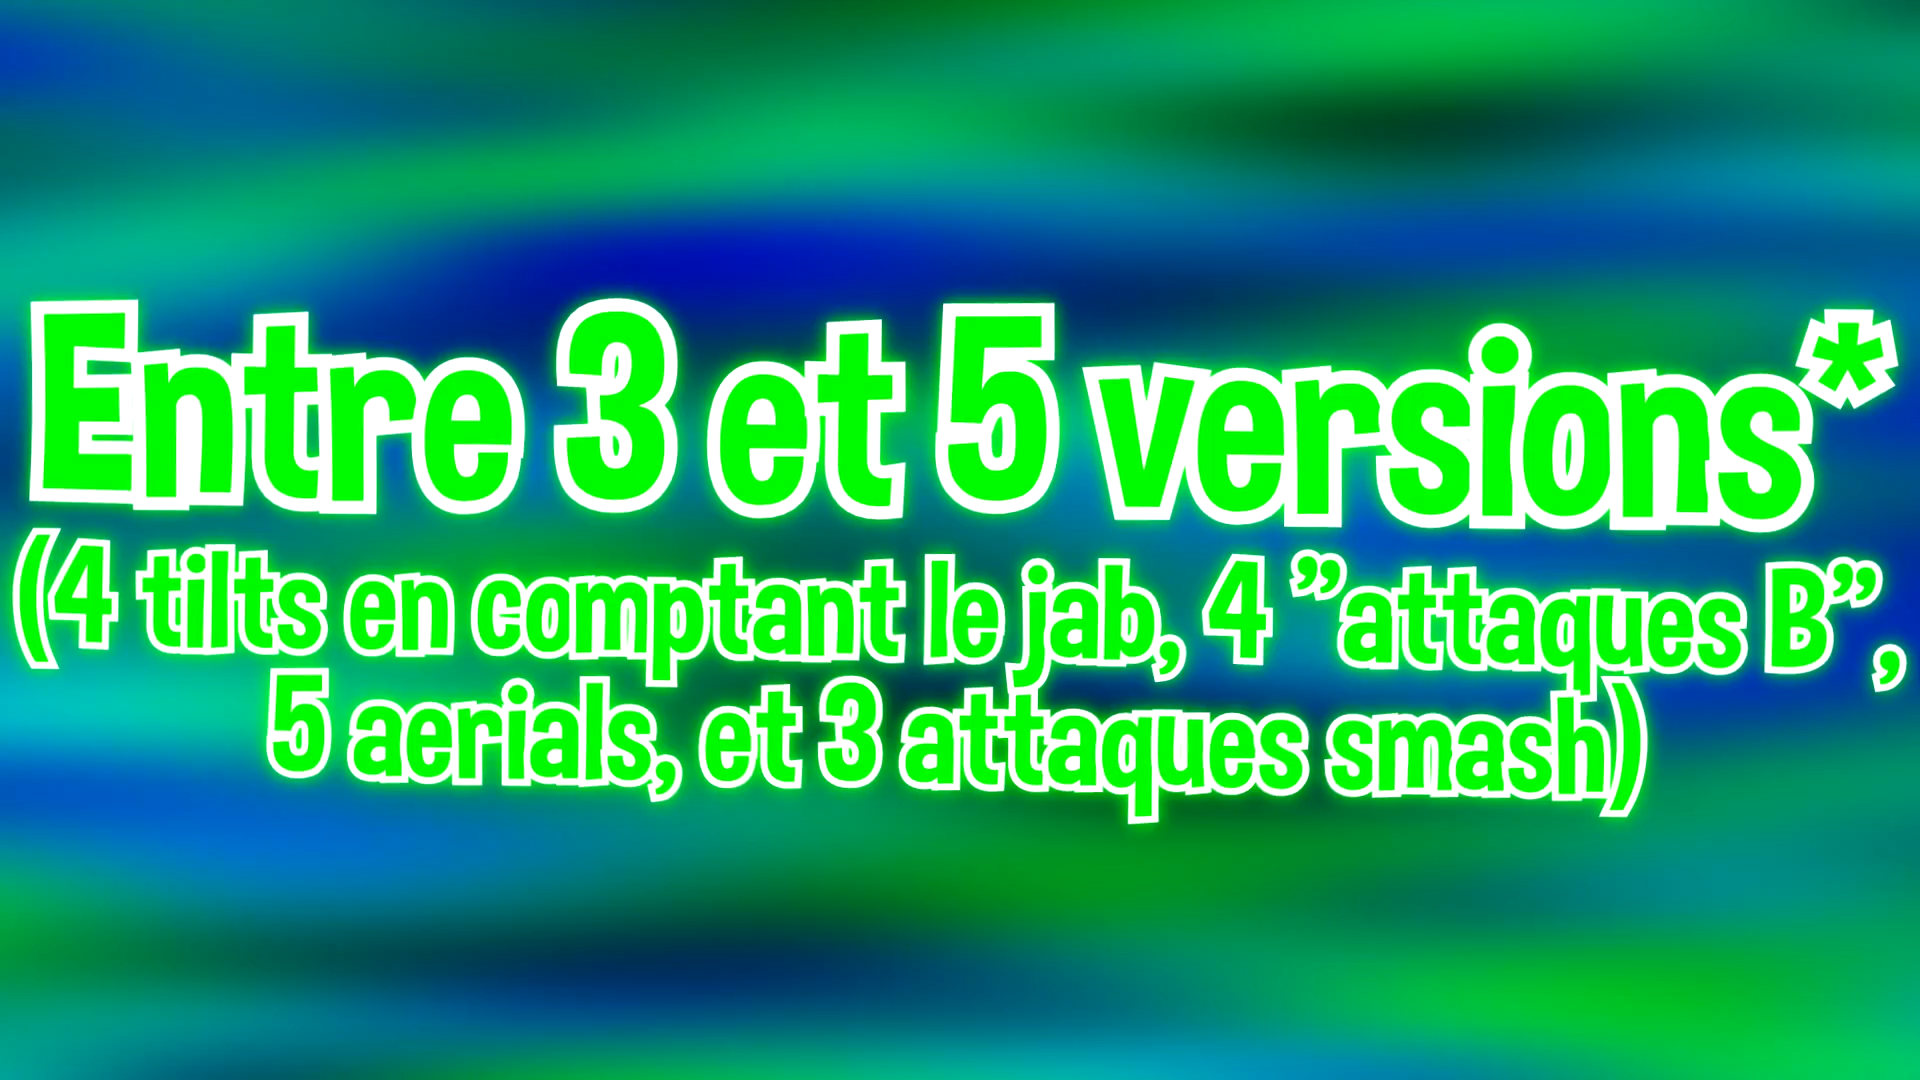 Entre 3 et 5 versions*
(4 tilts en comptant le jab, 4 ”attaques B”,
5 aerials, et 3 attaques smash)